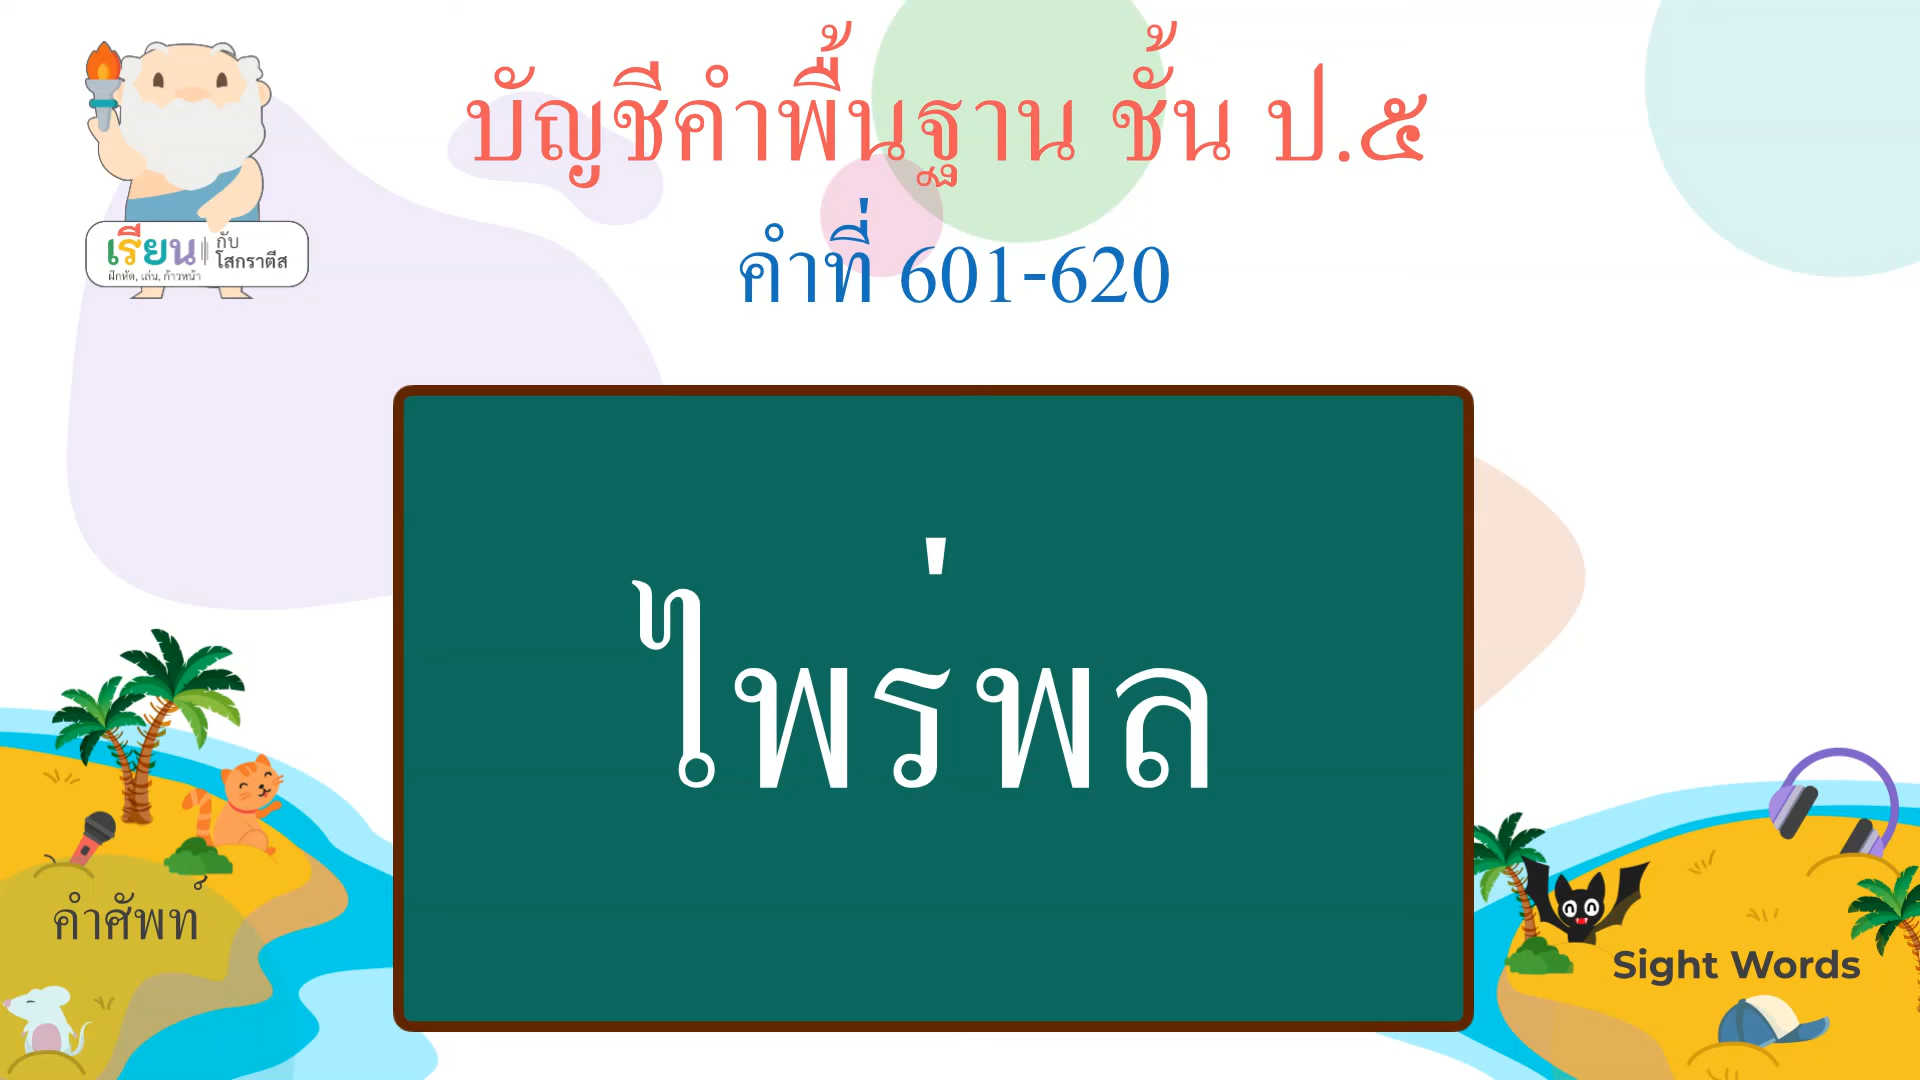 บัญชีคำพื้นฐาน ชั้น ป.๕
คำที่ 601-620
เรียน กับ โสกราตีส
ฝึกหัด, เล่น, ก้าวหน้า
ไพร่พล
คำศัพท์
Sight Words